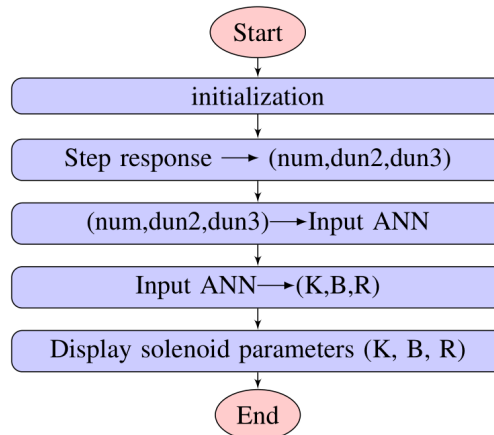 Start
initialization
Step response ⟶ (num,dun2,dun3)
(num,dun2,dun3)⟶Input ANN
Input ANN⟶(K,B,R)
Display solenoid parameters (K, B, R)
End